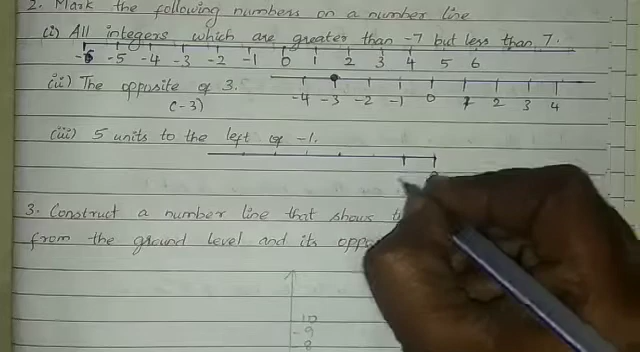 2. Mark the following numbers on a number line
(i) All integers which are greater than -7 but less than 7.
-6 -5 -4 -3 -2 -1 0 1 2 3 4 5 6
(ii) The opposite of 3.
(-3)
-4 -3 -2 -1 0 1 2 3 4
(iii) 5 units to the left of -1.
3. Construct a number line that shows
from the ground level and its
10
-9
-8